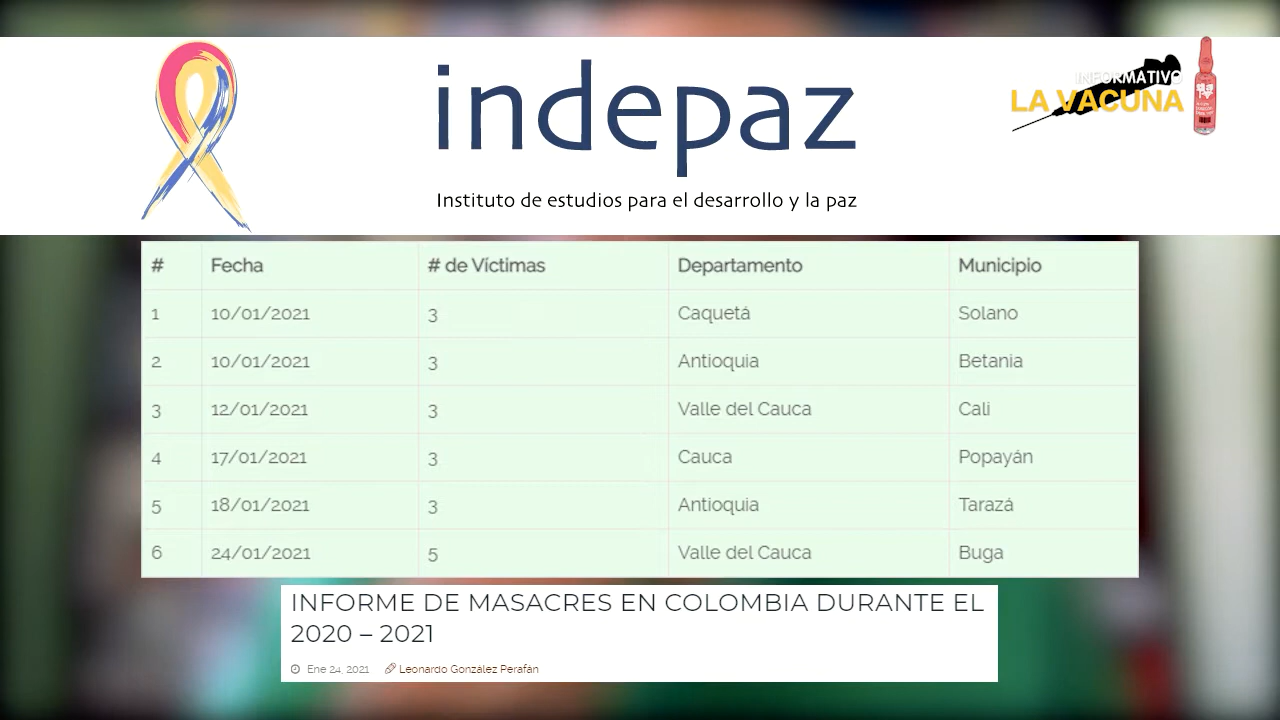 indepaz
Instituto de estudios para el desarrollo y la paz
INFORMATIVO
LA VACUNA
# Fecha # de Víctimas Departamento Municipio
1 10/01/2021 3 Caquetá Solano
2 10/01/2021 3 Antioquia Betania
3 12/01/2021 3 Valle del Cauca Cali
4 17/01/2021 3 Cauca Popayán
5 18/01/2021 3 Antioquia Tarazá
6 24/01/2021 5 Valle del Cauca Buga
INFORME DE MASACRES EN COLOMBIA DURANTE EL
2020 – 2021
Ene 24, 2021 Leonardo González Perafán